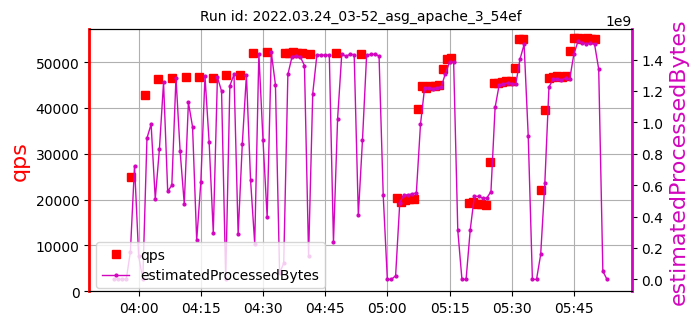 Run id: 2022.03.24_03-52_asg_apache_3_54ef
1e9
50000
40000
30000
20000
10000
0
qps
1.4
1.2
1.0
0.8
0.6
0.4
0.2
0.0
estimatedProcessedBytes
qps
estimatedProcessedBytes
04:00 04:15 04:30 04:45 05:00 05:15 05:30 05:45